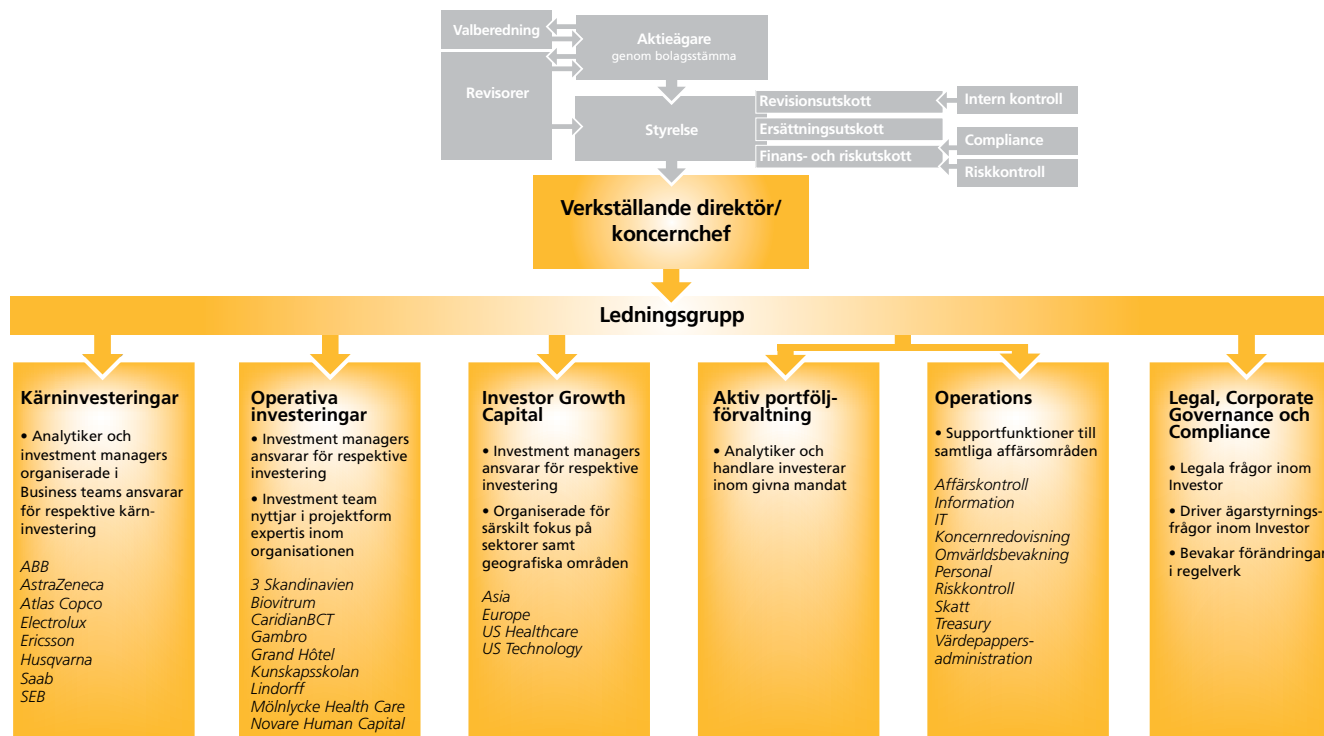 Valberedning
Aktieägare
genom bolagsstämma
Revisorer
Styrelse
Revisionsutskott
Ersättningsutskott
Finans- och riskutskott
Intern kontroll
Compliance
Riskkontroll
Verkställande direktör/
koncernchef
Ledningsgrupp
Kärninvesteringar
• Analytiker och
investment managers
organiserade i
Business teams ansvarar
för respektive kärn-
investering
ABB
AstraZeneca
Atlas Copco
Electrolux
Ericsson
Husqvarna
Saab
SEB
Operativa
investeringar
• Investment managers
ansvarar för respektive
investering
• Investment team
nyttjar i projektform
expertis inom
organisationen
3 Skandinavien
Biovitrum
CaridianBCT
Gambro
Grand Hôtel
Kunskapsskolan
Lindorff
Mölnlycke Health Care
Novare Human Capital
Investor Growth
Capital
• Investment managers
ansvarar för respektive
investering
• Organiserade för
särskilt fokus på
sektorer samt
geografiska områden
Asia
Europe
US Healthcare
US Technology
Aktiv portfölj-
förvaltning
• Analytiker och
handlare investerar
inom givna mandat
Operations
• Supportfunktioner till
samtliga affärsområden
Affärskontroll
Information
IT
Koncernredovisning
Omvärldsbevakning
Personal
Riskkontroll
Skatt
Treasury
Värdepappers-
administration
Legal, Corporate
Governance och
Compliance
• Legala frågor inom
Investor
• Driver ägarstyrnings-
frågor inom Investor
• Bevakar förändringar
i regelverk